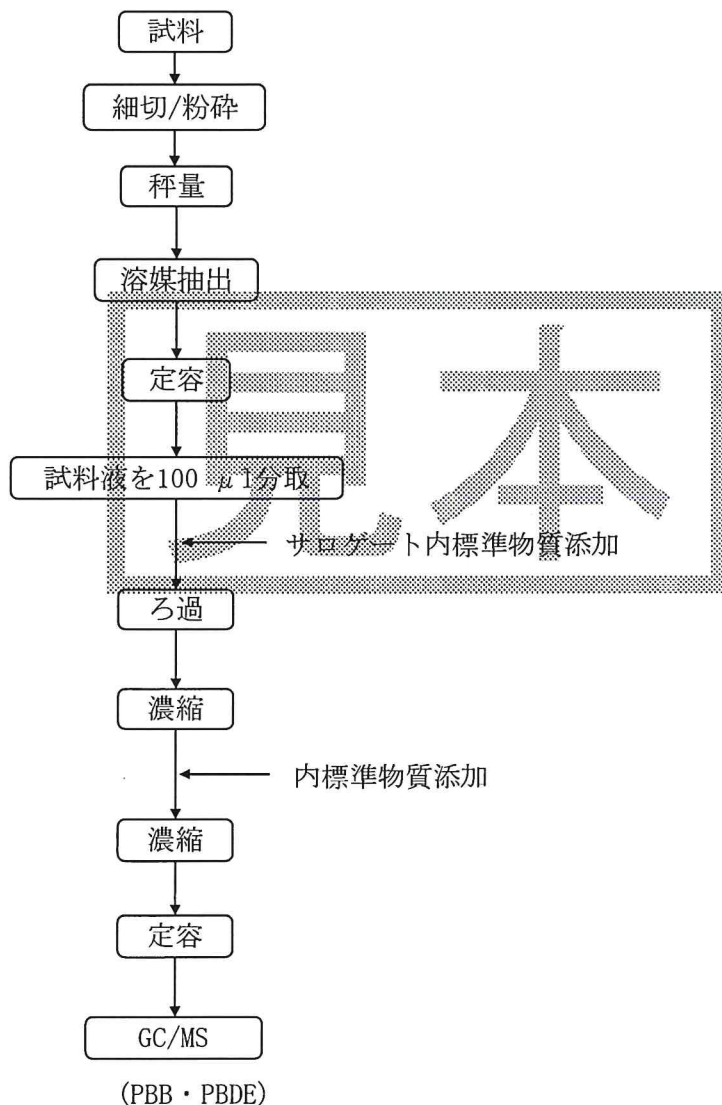 試料
細切/粉砕
秤量
溶媒抽出
定容
試料液を100 μl分取
サロゲート内標準物質添加
ろ過
濃縮
内標準物質添加
濃縮
定容
GC/MS
(PBB・PBDE)
見本